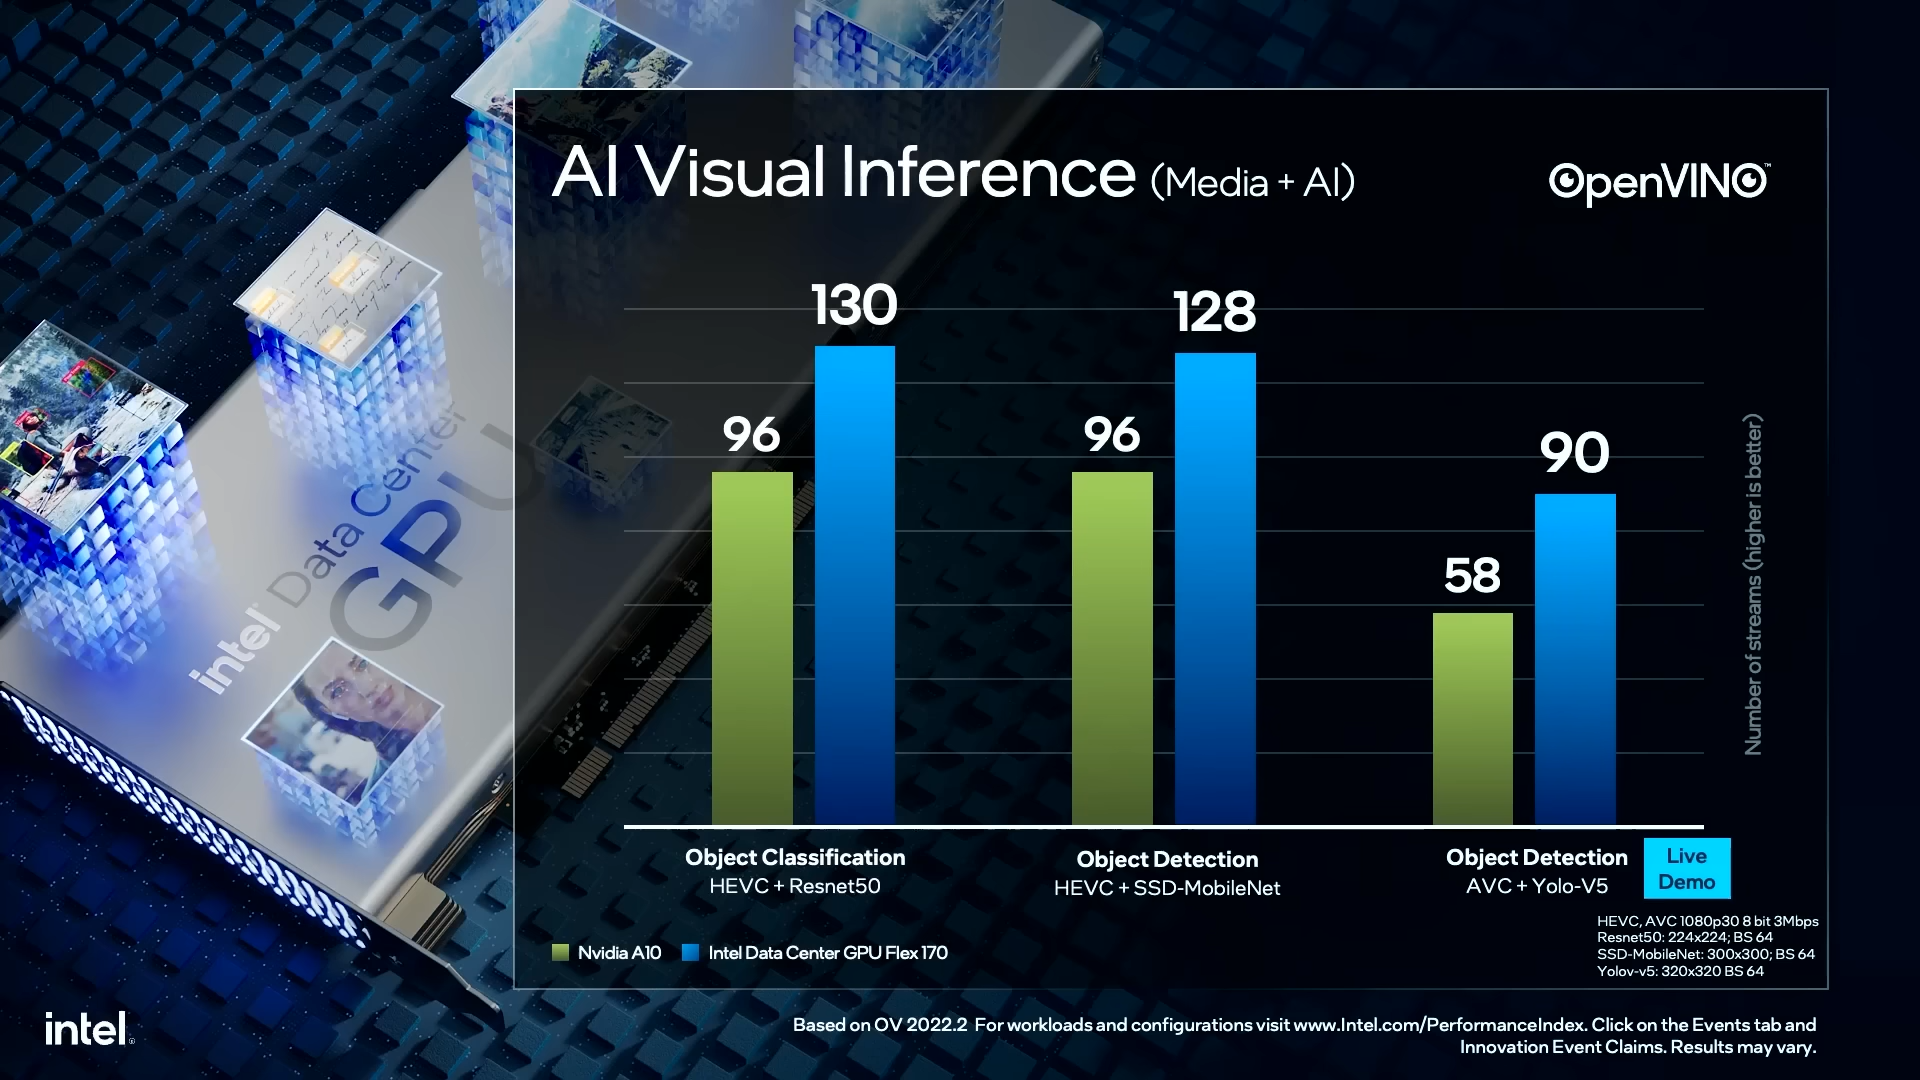 AI Visual Inference (Media + AI)
OpenVINO™
130
128
96
96
90
58
Number of streams (higher is better)
Object Classification
HEVC + Resnet50
Object Detection
HEVC + SSD-MobileNet
Object Detection
AVC + Yolo-V5
Live
Demo
HEVC, AVC 1080p30 8 bit 3Mbps
Resnet50: 224x224; BS 64
SSD-MobileNet: 300x300; BS 64
Yolov-v5: 320x320 BS 64
Nvidia A10
Intel Data Center GPU Flex 170
intel Data Center
GPU
intel
Based on OV 2022.2 For workloads and configurations visit www.Intel.com/PerformanceIndex. Click on the Events tab and
Innovation Event Claims. Results may vary.